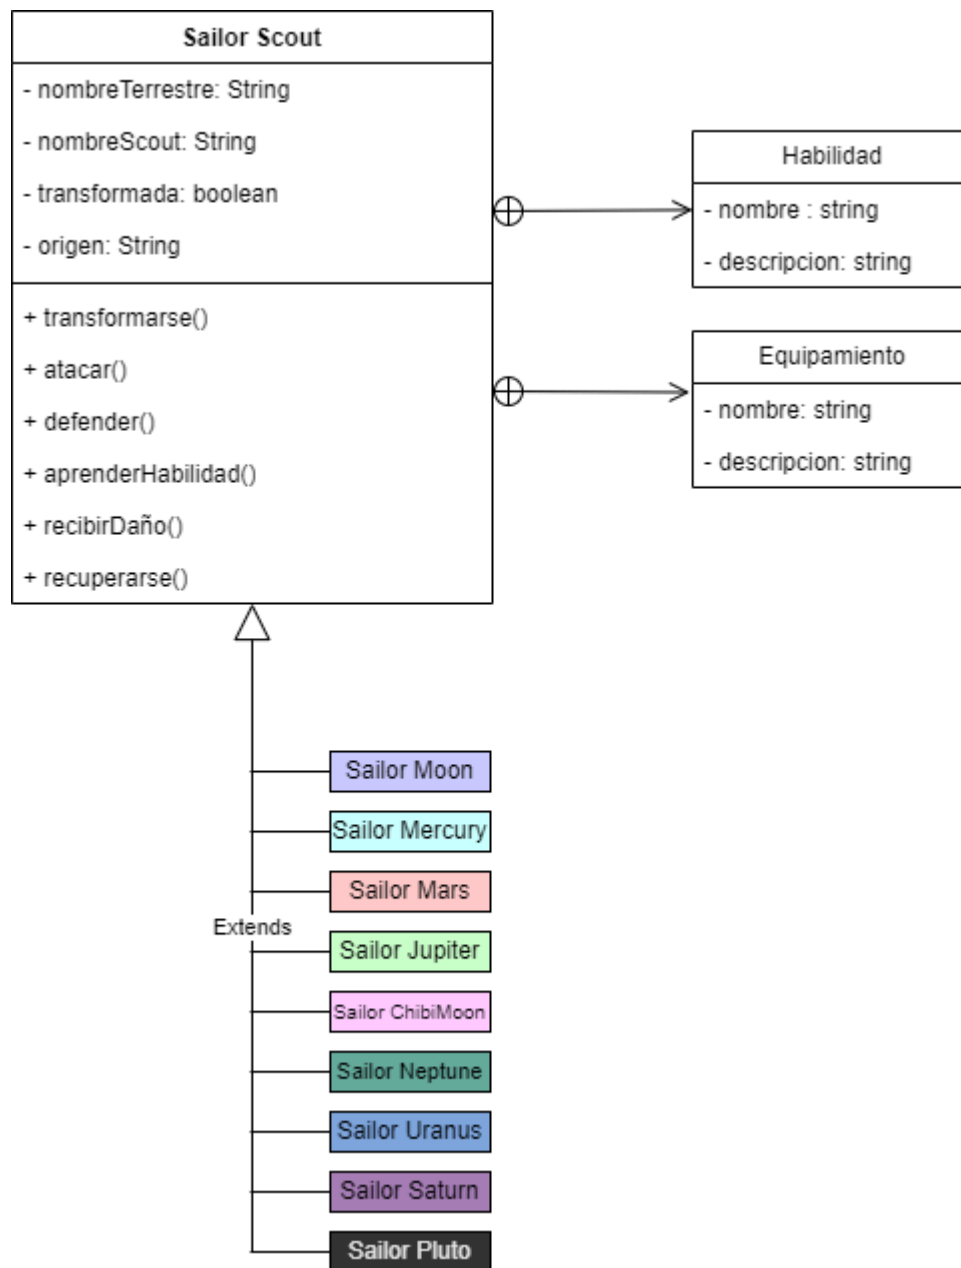 Sailor Scout
- nombreTerrestre: String
- nombreScout: String
- transformada: boolean
- origen: String
+ transformarse()
+ atacar()
+ defender()
+ aprenderHabilidad()
+ recibirDaño()
+ recuperarse()
Habilidad
- nombre : string
- descripcion: string
Equipamiento
- nombre: string
- descripcion: string
Extends
Sailor Moon
Sailor Mercury
Sailor Mars
Sailor Jupiter
Sailor ChibiMoon
Sailor Neptune
Sailor Uranus
Sailor Saturn
Sailor Pluto